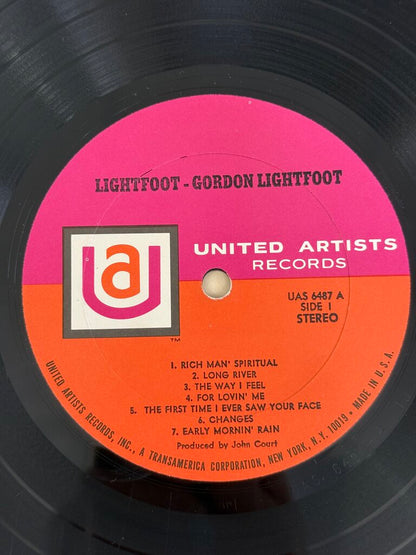 LIGHTFOOT - GORDON LIGHTFOOT
ua
UNITED ARTISTS
RECORDS
TM
UAS 6487 A
SIDE 1
STEREO
1. RICH MAN' SPIRITUAL
2. LONG RIVER
3. THE WAY I FEEL
4. FOR LOVIN' ME
5. THE FIRST TIME I EVER SAW YOUR FACE
6. CHANGES
7. EARLY MORNIN' RAIN
Produced by John Court
UNITED ARTISTS RECORDS, INC., A TRANSAMERICA CORPORATION, NEW YORK, N.Y. 10019 • MADE IN U.S.A.